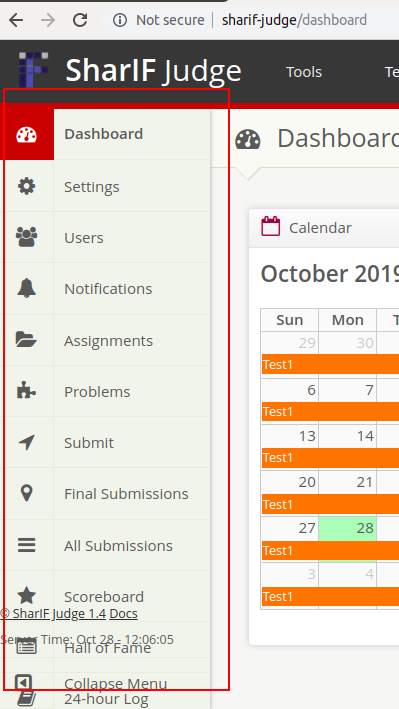 Not secure | sharif-judge/dashboard
SharIF Judge Tools Te
Dashboard
Settings
Users
Notifications
Assignments
Problems
Submit
Final Submissions
All Submissions
Scoreboard
© SharIF Judge 1.4 Docs
Server Time: Oct 28 - 12:06:05
Hall of Fame
Collapse Menu
24-hour Log
Dashboard
Calendar
October 2019
Sun Mon T
29 30
Test1
6 7
Test1
13 14
Test1
20 21
Test1
27 28
Test1
3 4
Test1